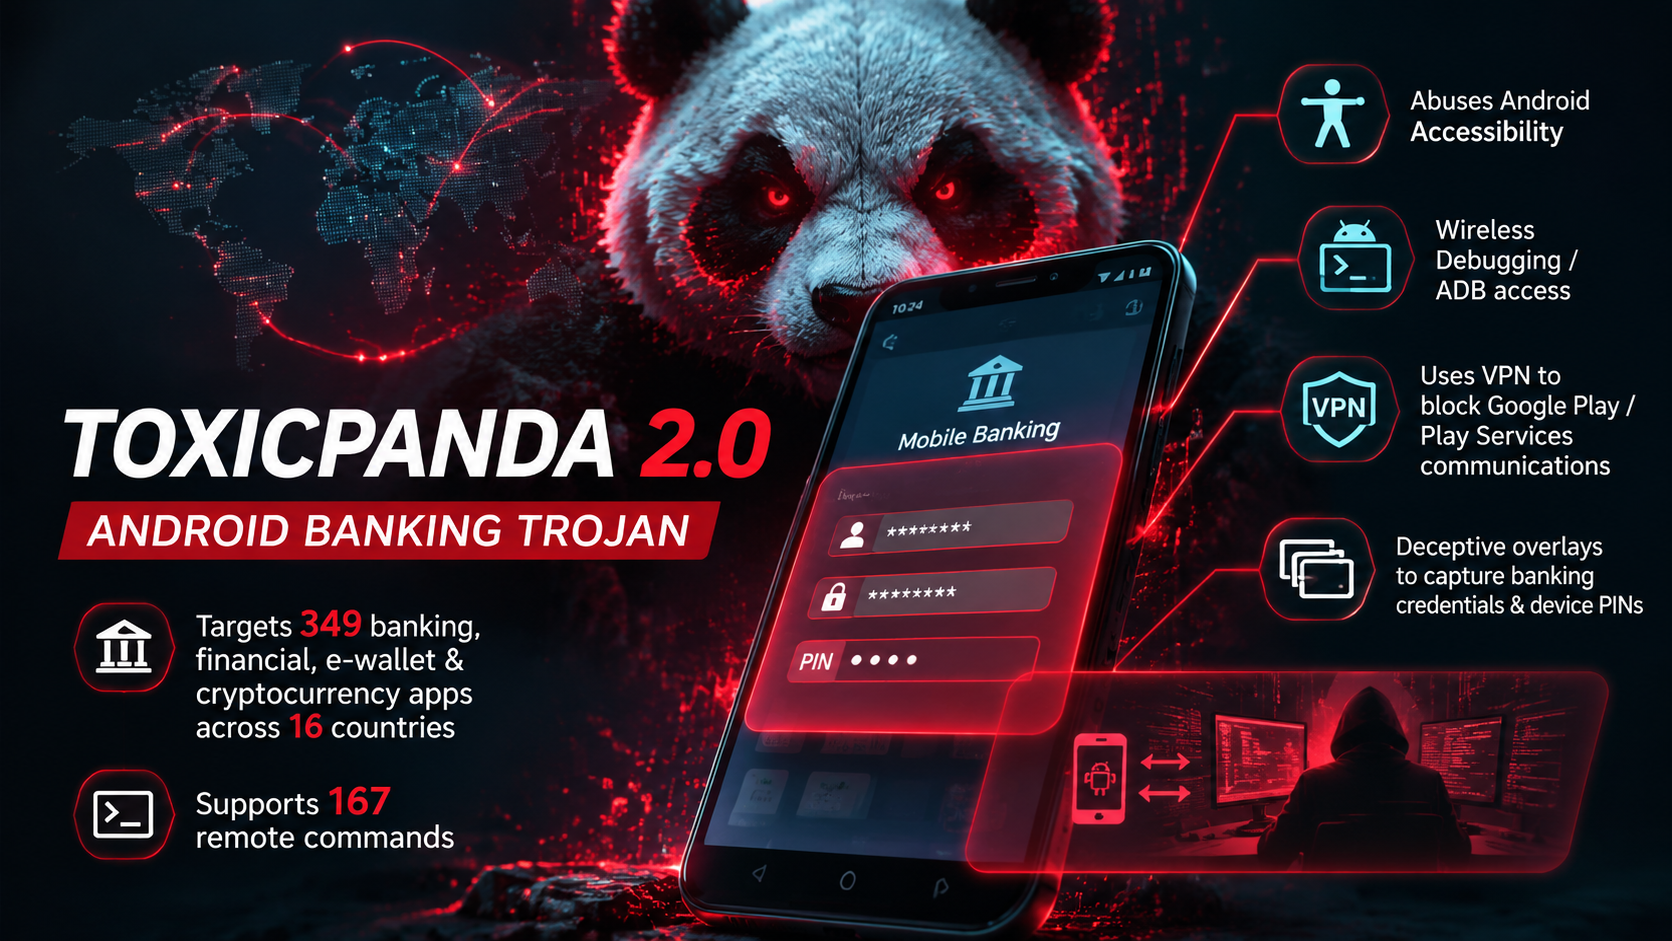 TOXICPANDA 2.0
ANDROID BANKING TROJAN
Targets 349 banking,
financial, e-wallet &
cryptocurrency apps
across 16 countries
Supports 167
remote commands
10:24
Mobile Banking
********
********
PIN ••••
Abuses Android
Accessibility
Wireless
Debugging /
ADB access
VPN
Uses VPN to
block Google Play /
Play Services
communications
Deceptive overlays
to capture banking
credentials & device PINs